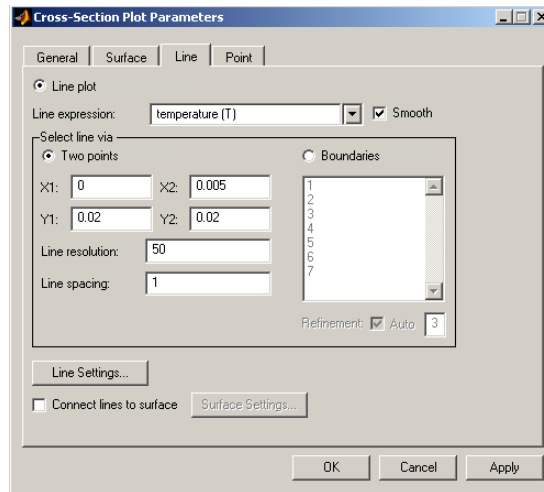 Cross-Section Plot Parameters
General Surface Line Point
Line plot
Line expression: temperature (T) Smooth
Select line via
Two points Boundaries
X1: 0 X2: 0.005
Y1: 0.02 Y2: 0.02
Line resolution: 50
Line spacing: 1
1
2
3
4
5
6
7
Refinement: Auto 3
Line Settings...
Connect lines to surface Surface Settings...
OK Cancel Apply